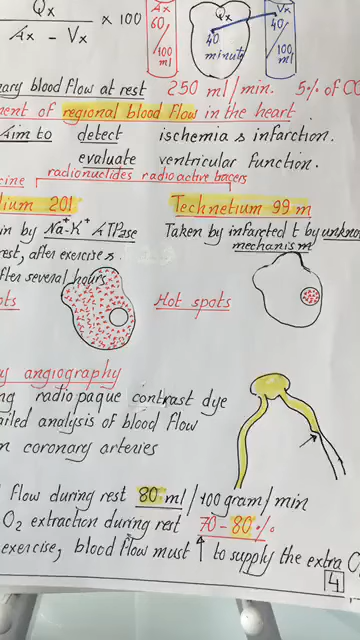 Qx
Ax - Vx
x 100
Ax
60/
100
ml
Qx
40
minute
Vx
40/
100
ml
ary blood flow at rest 250 ml/min. 5% of CO
ment of regional blood flow in the heart
Aim to detect ischemia & infarction.
evaluate ventricular function.
cine radionuclides radioactive tracers
lium 201 Technetium 99 m
n by Na+-K+ ATPase Taken by infarcted t by unknow
rest, after exercise & mechanism
fter several hours
ots Hot spots
y angiography
ng radiopaque contrast dye
ailed analysis of blood flow
n coronary arteries
flow during rest 80 ml/100 gram/min
O2 extraction during rest 70-80%
exercise, blood flow must ↑ to supply the extra O
4